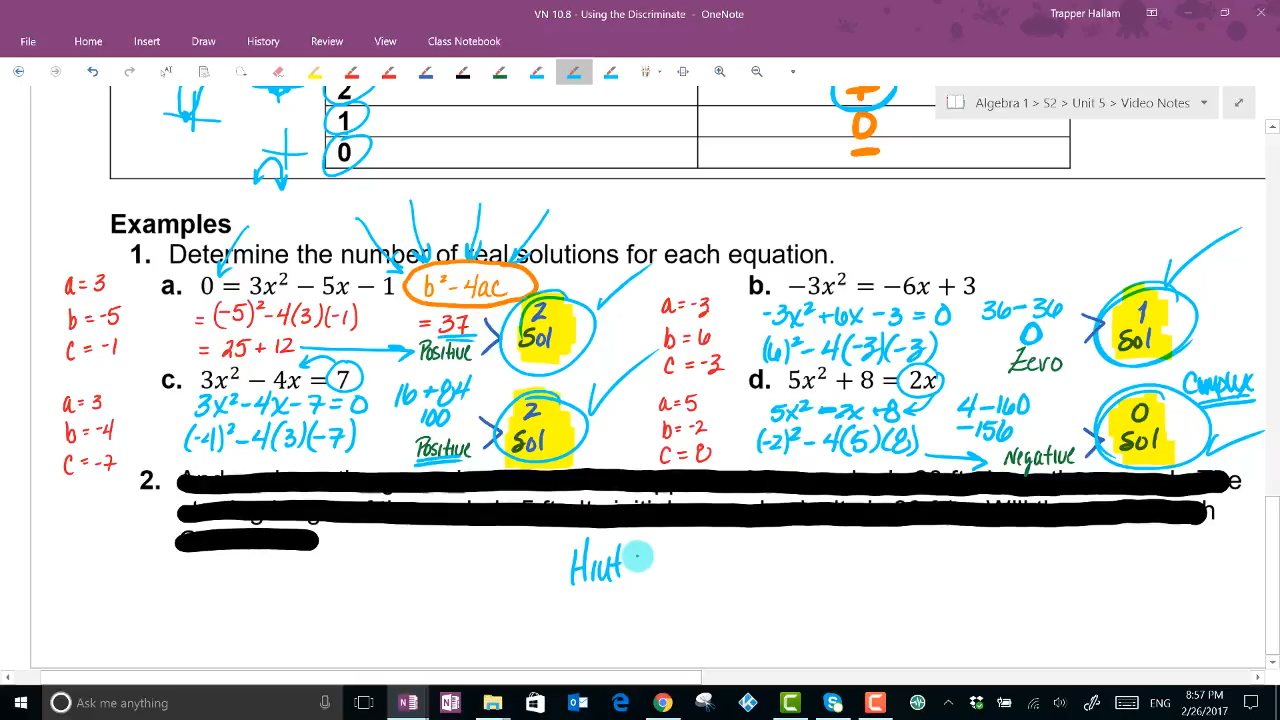 VN 10.8 - Using the Discriminate - OneNote
Trapper Hallam
File Home Insert Draw History Review View Class Notebook
Algebra 1 > S2 > Unit 5 > Video Notes
2 +
1 0
0 −
Examples
1. Determine the number of real solutions for each equation.
a = 3
b = -5
c = -1
a. 0 = 3x² − 5x − 1
b² - 4ac
= (-5)² - 4(3)(-1)
= 25 + 12
= 37
Positive
2
Sol
a = -3
b = 6
c = -3
b. −3x² = −6x + 3
-3x² + 6x - 3 = 0
(6)² - 4(-3)(-3)
36 - 36
0
Zero
1
Sol
a = 3
b = -4
c = -7
c. 3x² − 4x = 7
3x² - 4x - 7 = 0
(-4)² - 4(3)(-7)
16 + 84
100
Positive
2
Sol
a = 5
b = -2
c = 8
d. 5x² + 8 = 2x
5x² - 2x + 8
(-2)² - 4(5)(8)
4 - 160
-156
Negative
0
Sol
Complex
2.
Hint
Ask me anything
ENG
8:57 PM
2/26/2017